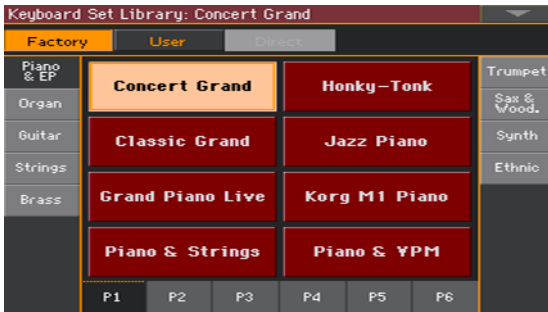 Keyboard Set Library: Concert Grand
Factory
User
Direct
Piano
& EP
Organ
Guitar
Strings
Brass
Concert Grand
Honky-Tonk
Classic Grand
Jazz Piano
Grand Piano Live
Korg M1 Piano
Piano & Strings
Piano & ¥PM
Trumpet
Sax &
Wood.
Synth
Ethnic
P1
P2
P3
P4
P5
P6